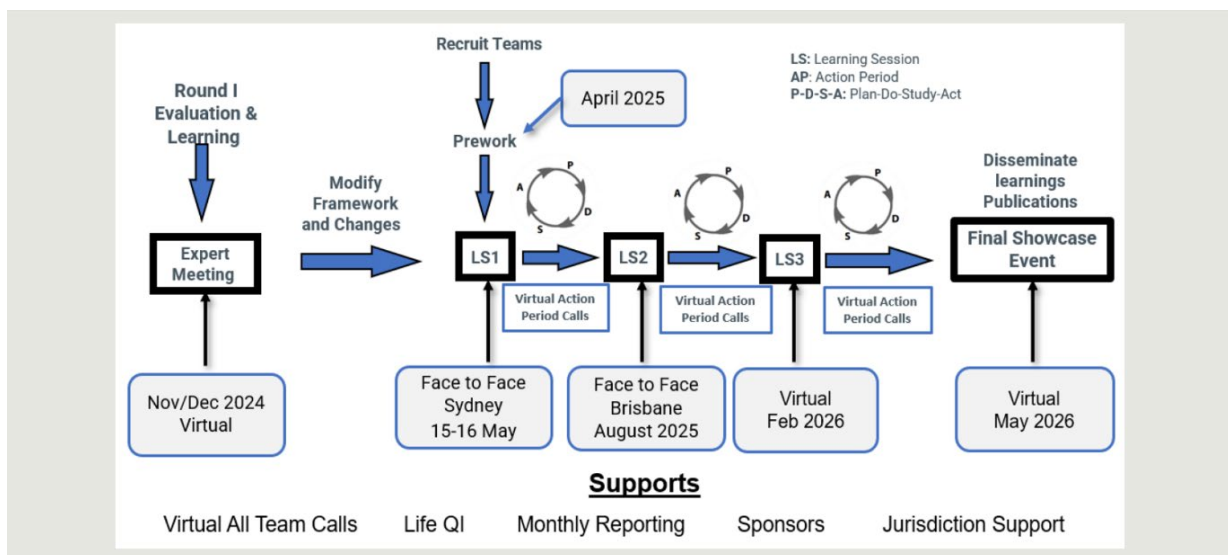 Recruit Teams
LS: Learning Session
AP: Action Period
P-D-S-A: Plan-Do-Study-Act
Round I
Evaluation &
Learning
April 2025
Prework
Modify
Framework
and Changes
P
D
S
A
P
D
S
A
P
D
S
A
Disseminate
learnings
Publications
Expert
Meeting
LS1
LS2
LS3
Final Showcase
Event
Virtual Action
Period Calls
Virtual Action
Period Calls
Virtual Action
Period Calls
Nov/Dec 2024
Virtual
Face to Face
Sydney
15-16 May
Face to Face
Brisbane
August 2025
Virtual
Feb 2026
Virtual
May 2026
Supports
Virtual All Team Calls Life QI Monthly Reporting Sponsors Jurisdiction Support